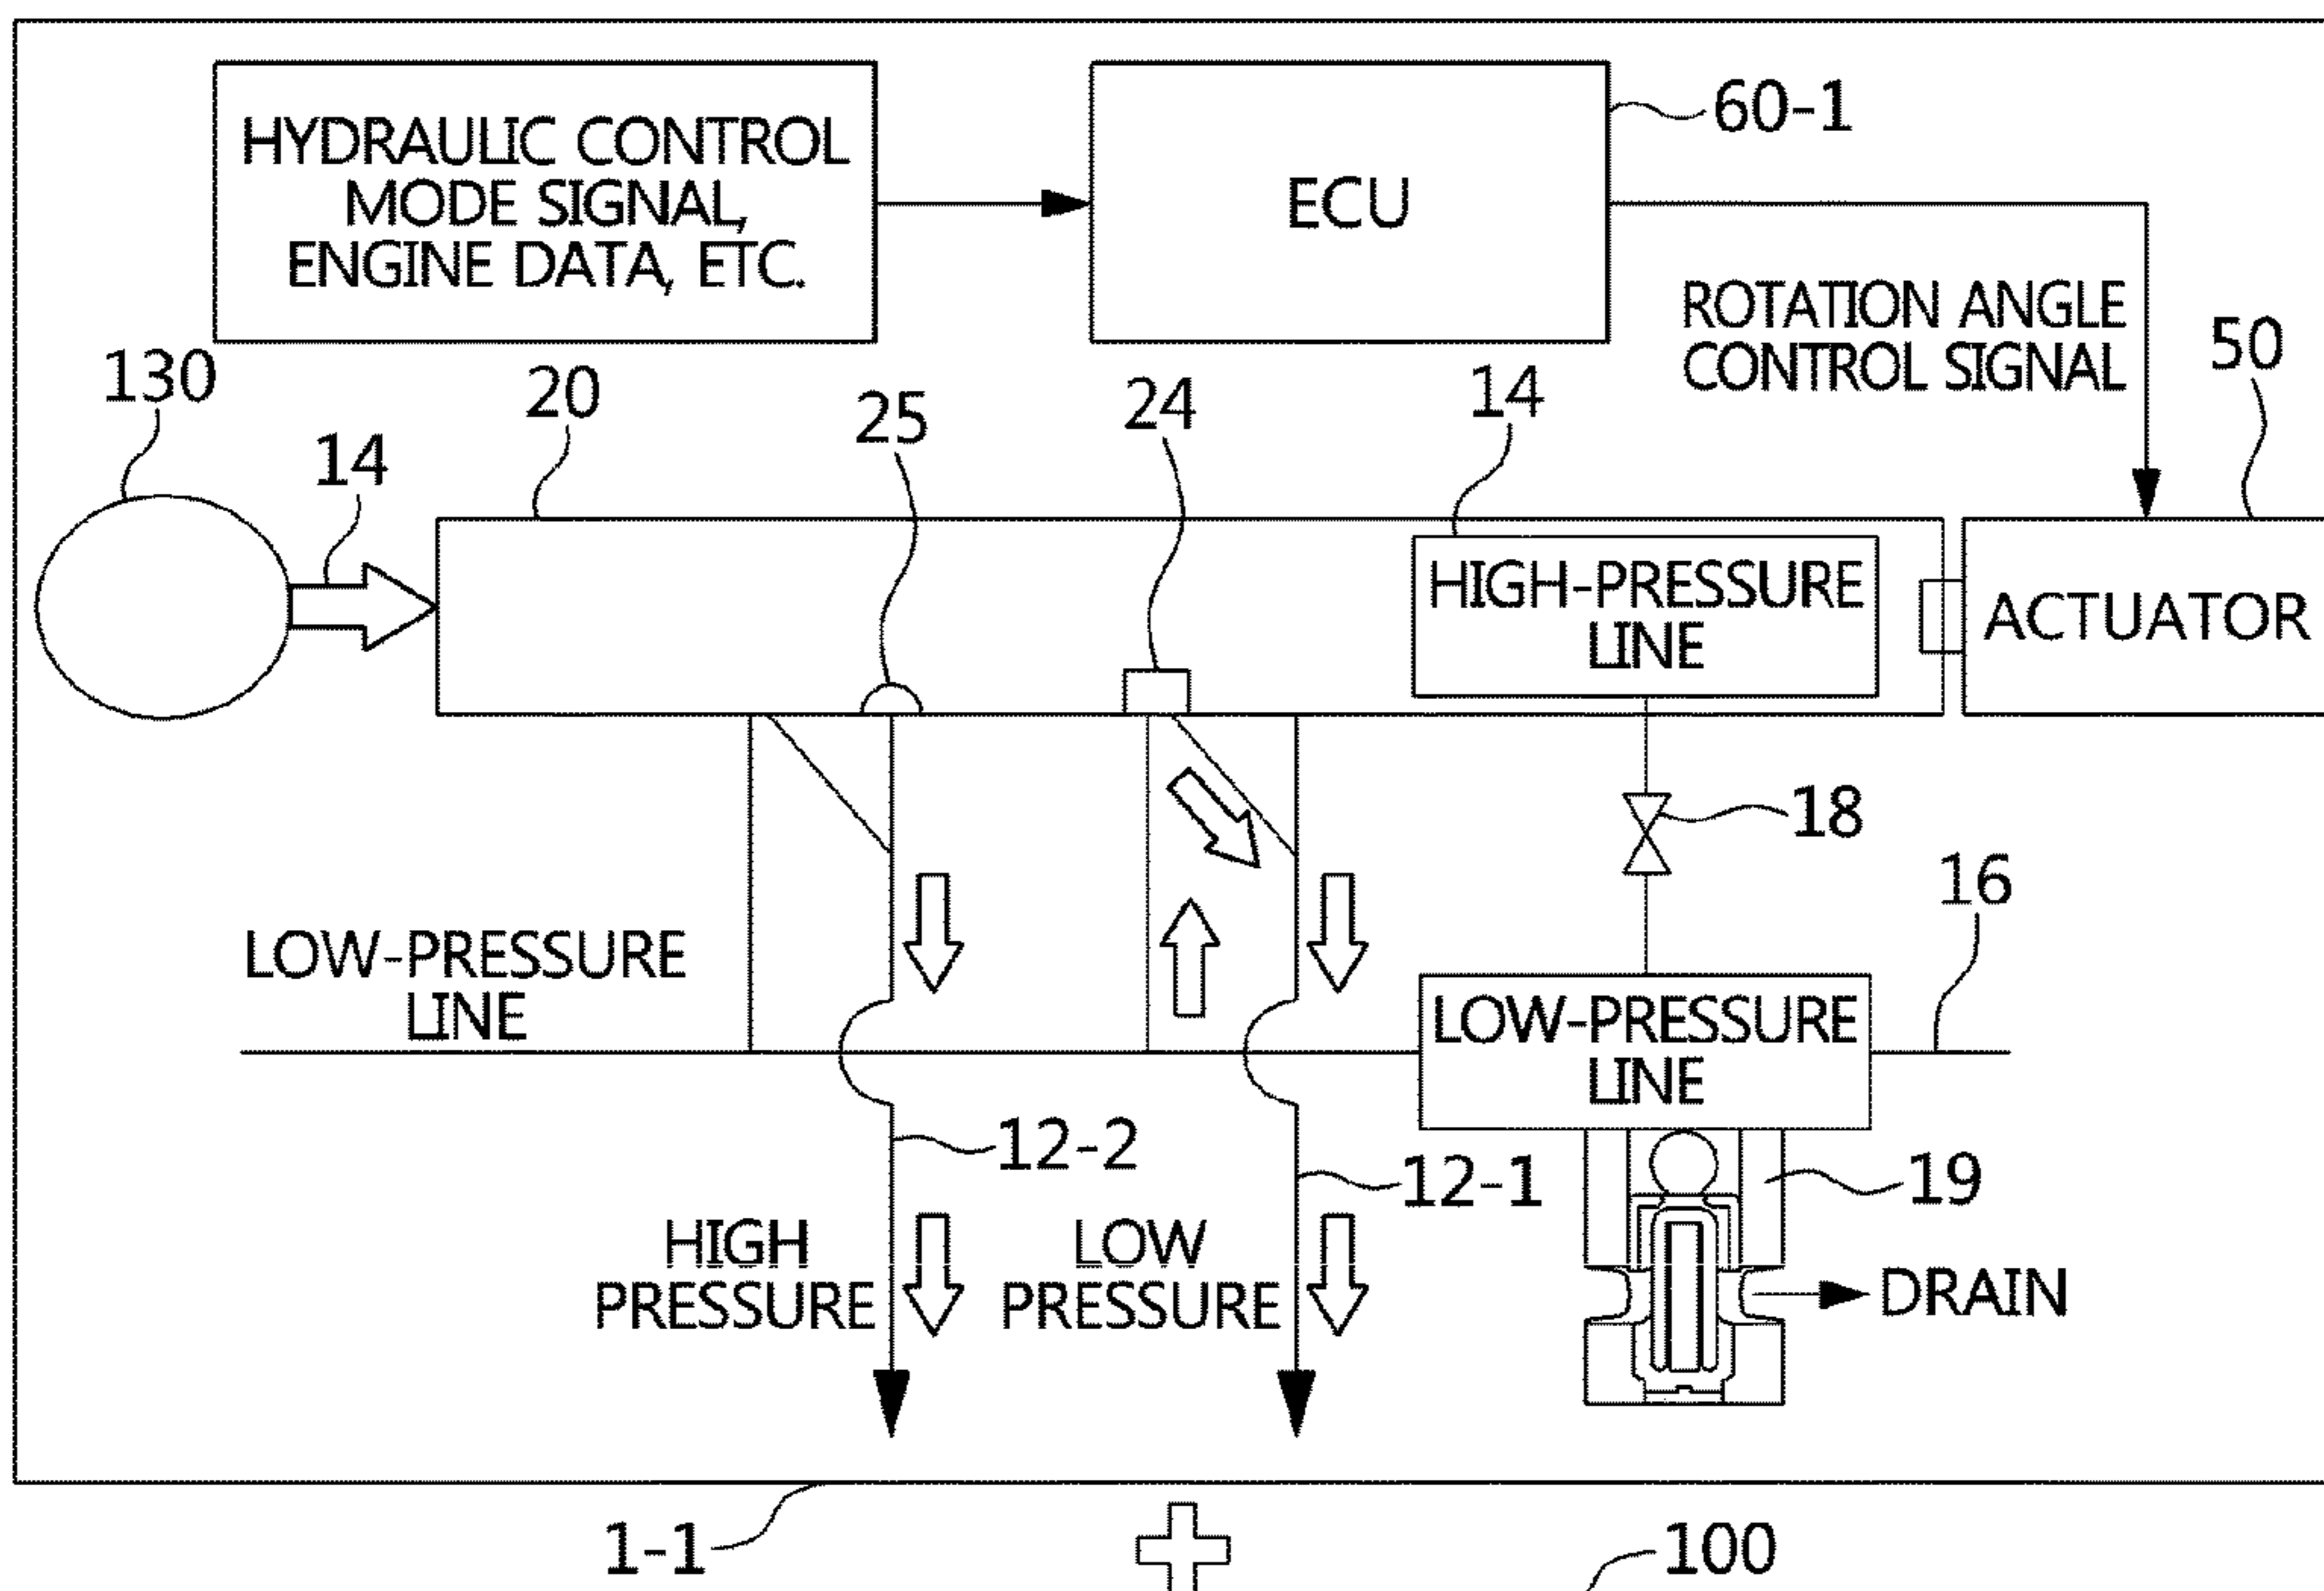 HYDRAULIC CONTROL
MODE SIGNAL,
ENGINE DATA, ETC.
ECU
60-1
ROTATION ANGLE
CONTROL SIGNAL
50
130
14
20
25
24
14
HIGH-PRESSURE
LINE
ACTUATOR
18
16
LOW-PRESSURE
LINE
LOW-PRESSURE
LINE
12-2
12-1
19
HIGH
PRESSURE
LOW
PRESSURE
DRAIN
1-1
100